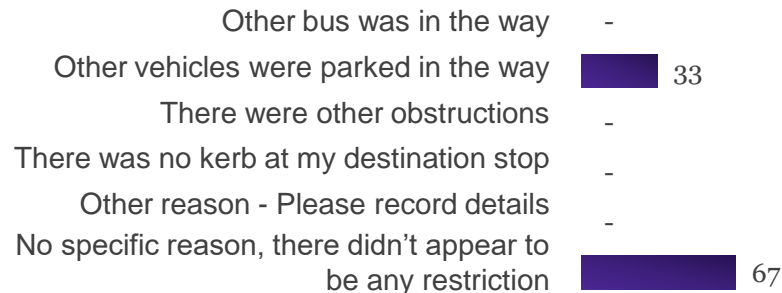 Other bus was in the way -
Other vehicles were parked in the way 33
There were other obstructions -
There was no kerb at my destination stop -
Other reason - Please record details -
No specific reason, there didn’t appear to
be any restriction 67